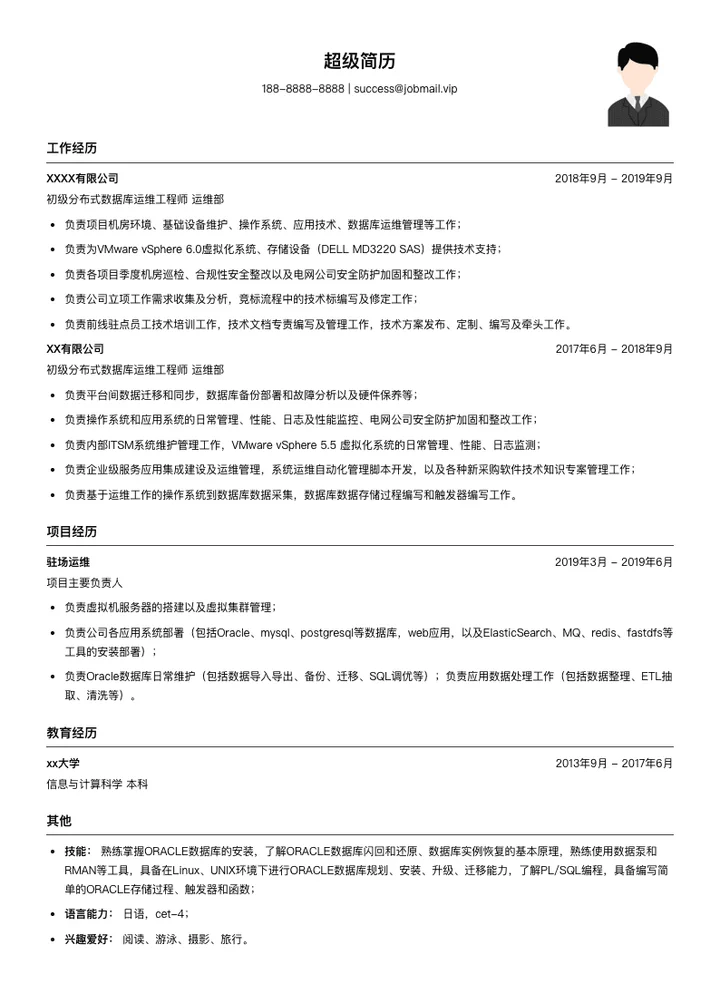 超级简历
188-8888-8888 | success@jobmail.vip
工作经历
XXXX有限公司 2018年9月 - 2019年9月
初级分布式数据库运维工程师 运维部
• 负责项目机房环境、基础设备维护、操作系统、应用技术、数据库运维管理等工作；
• 负责为VMware vSphere 6.0虚拟化系统、存储设备（DELL MD3220 SAS）提供技术支持；
• 负责各项目季度机房巡检、合规性安全整改以及电网公司安全防护加固和整改工作；
• 负责公司立项工作需求收集及分析，竞标流程中的技术标编写及修定工作；
• 负责前线驻点员工技术培训工作，技术文档专责编写及管理工作，技术方案发布、定制、编写及牵头工作。
XX有限公司 2017年6月 - 2018年9月
初级分布式数据库运维工程师 运维部
• 负责平台间数据迁移和同步，数据库备份部署和故障分析以及硬件保养等；
• 负责操作系统和应用系统的日常管理、性能、日志及性能监控、电网公司安全防护加固和整改工作；
• 负责内部ITSM系统维护管理工作，VMware vSphere 5.5 虚拟化系统的日常管理、性能、日志监测；
• 负责企业级服务应用集成建设及运维管理，系统运维自动化管理脚本开发，以及各种新采购软件技术知识专案管理工作；
• 负责基于运维工作的操作系统到数据库数据采集，数据库数据存储过程编写和触发器编写工作。
项目经历
驻场运维 2019年3月 - 2019年6月
项目主要负责人
• 负责虚拟机服务器的搭建以及虚拟集群管理；
• 负责公司各应用系统部署（包括Oracle、mysql、postgresql等数据库，web应用，以及ElasticSearch、MQ、redis、fastdfs等
工具的安装部署）；
• 负责Oracle数据库日常维护（包括数据导入导出、备份、迁移、SQL调优等）；负责应用数据处理工作（包括数据整理、ETL抽
取、清洗等）。
教育经历
xx大学 2013年9月 - 2017年6月
信息与计算科学 本科
其他
• 技能： 熟练掌握ORACLE数据库的安装，了解ORACLE数据库闪回和还原、数据库实例恢复的基本原理，熟练使用数据泵和
RMAN等工具，具备在Linux、UNIX环境下进行ORACLE数据库规划、安装、升级、迁移能力，了解PL/SQL编程，具备编写简
单的ORACLE存储过程、触发器和函数；
• 语言能力： 日语，cet-4；
• 兴趣爱好： 阅读、游泳、摄影、旅行。